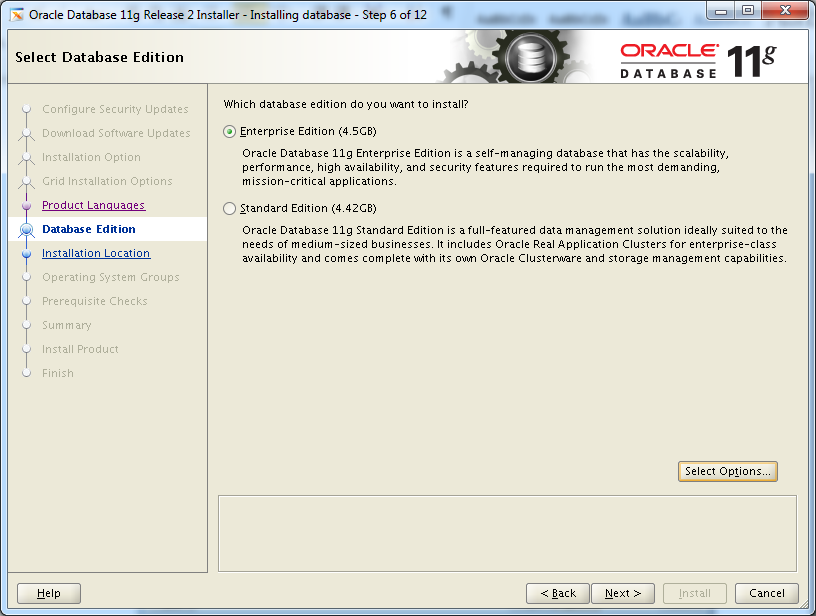 Oracle Database 11g Release 2 Installer - Installing database - Step 6 of 12
Select Database Edition
ORACLE
DATABASE 11g
Configure Security Updates
Download Software Updates
Installation Option
Grid Installation Options
Product Languages
Database Edition
Installation Location
Operating System Groups
Prerequisite Checks
Summary
Install Product
Finish
Which database edition do you want to install?
Enterprise Edition (4.5GB)
Oracle Database 11g Enterprise Edition is a self-managing database that has the scalability,
performance, high availability, and security features required to run the most demanding,
mission-critical applications.
Standard Edition (4.42GB)
Oracle Database 11g Standard Edition is a full-featured data management solution ideally suited to the
needs of medium-sized businesses. It includes Oracle Real Application Clusters for enterprise-class
availability and comes complete with its own Oracle Clusterware and storage management capabilities.
Select Options...
Help
< Back
Next >
Install
Cancel